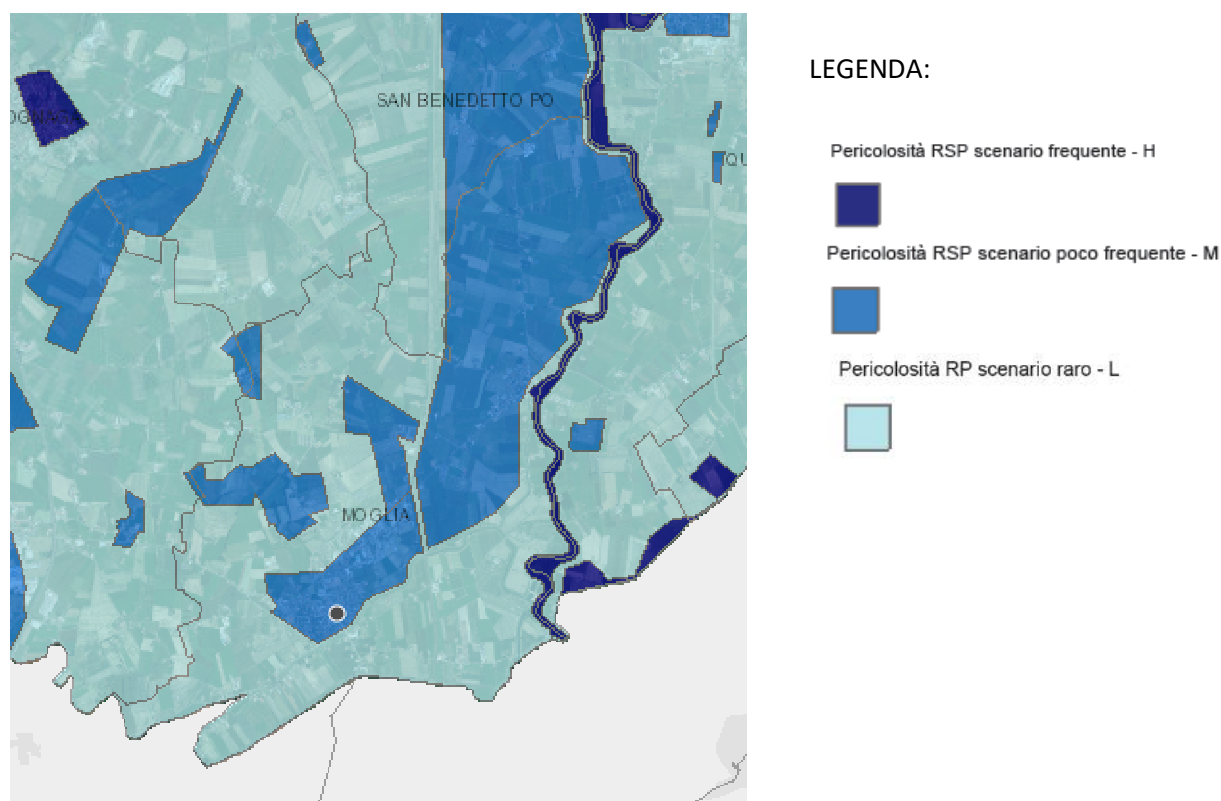 LEGENDA:
SAN BENEDETTO PO
Pericolosità RSP scenario frequente - H
Pericolosità RSP scenario poco frequente - M
Pericolosità RP scenario raro - L
MOGLIA